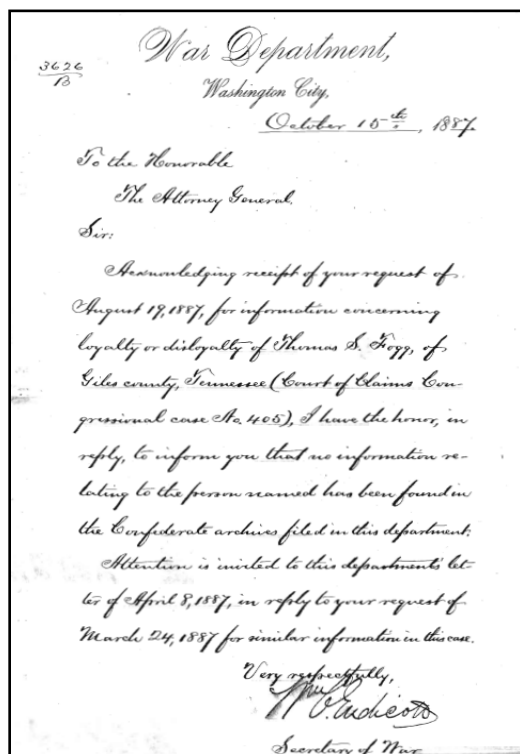 War Department,
3626
B
Washington City,
October 15th, 1887.
To the Honorable
The Attorney General.
Sir:
Acknowledging receipt of your request of
August 19, 1887, for information concerning
loyalty or disloyalty of Thomas S. Fogg, of
Giles county, Tennessee (Court of Claims Con-
gressional case No. 405), I have the honor, in
reply, to inform you that no information re-
lating to the person named has been found in
the Confederate archives filed in this department.
Attention is invited to this department's let-
ter of April 8, 1887, in reply to your request of
March 24, 1887 for similar information in this case.
Very respectfully,
Wm C. Endicott
Secretary of War